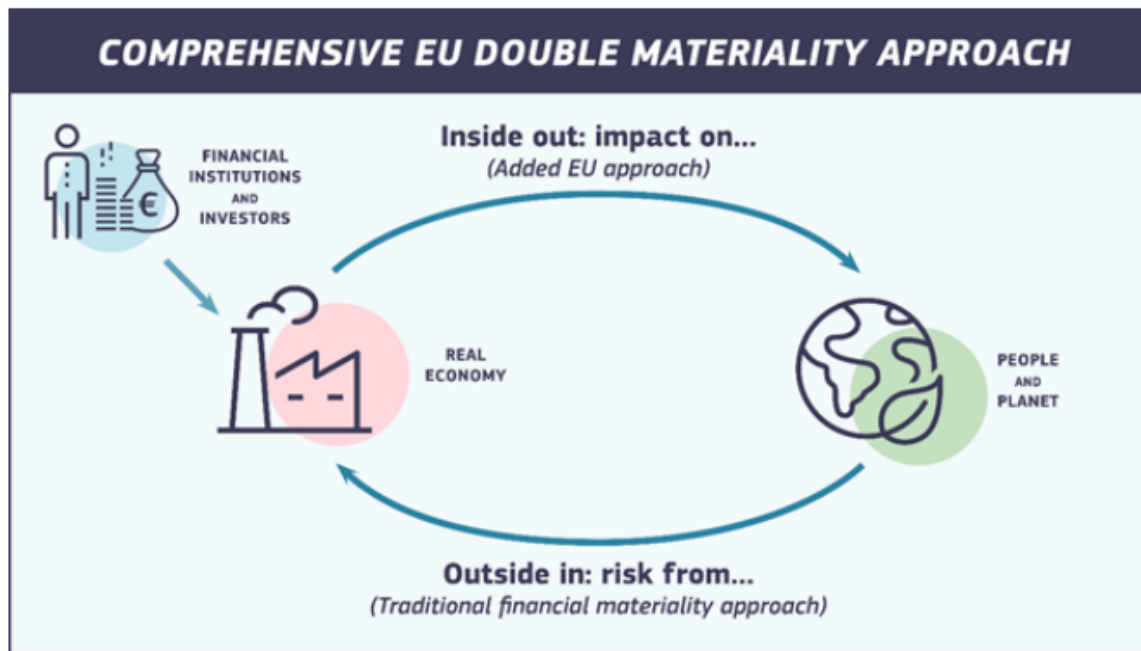 COMPREHENSIVE EU DOUBLE MATERIALITY APPROACH
FINANCIAL
INSTITUTIONS
AND
INVESTORS
€
Inside out: impact on...
(Added EU approach)
REAL
ECONOMY
PEOPLE
AND
PLANET
Outside in: risk from...
(Traditional financial materiality approach)